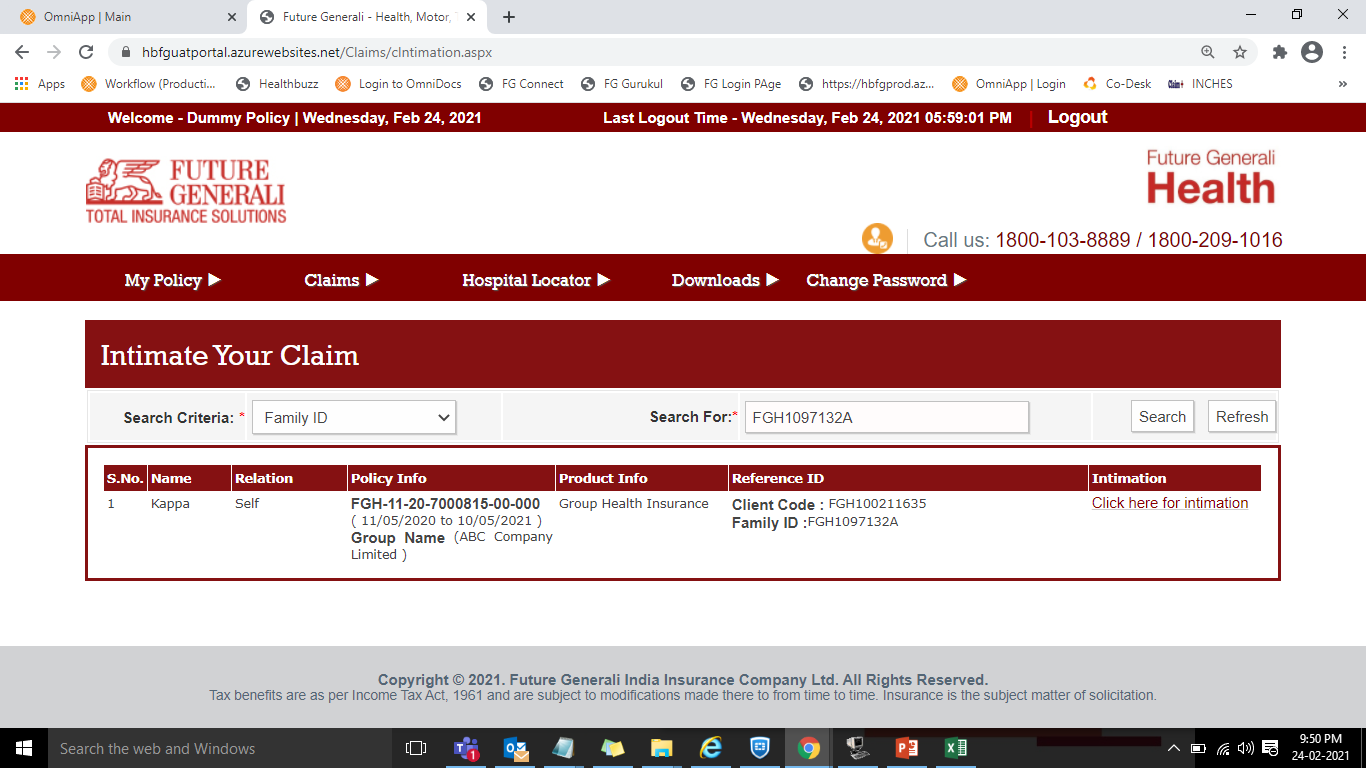 OmniApp | Main
Future Generali - Health, Motor,
hbfguatportal.azurewebsites.net/Claims/cIntimation.aspx
Apps
Workflow (Producti...
Healthbuzz
Login to OmniDocs
FG Connect
FG Gurukul
FG Login PAge
https://hbfgprod.az...
OmniApp | Login
Co-Desk
INCHES
»
Welcome - Dummy Policy | Wednesday, Feb 24, 2021
Last Logout Time - Wednesday, Feb 24, 2021 05:59:01 PM | Logout
FUTURE
GENERALI
TOTAL INSURANCE SOLUTIONS
Future Generali
Health
Call us: 1800-103-8889 / 1800-209-1016
My Policy Claims Hospital Locator Downloads Change Password
Intimate Your Claim
Search Criteria: * Family ID Search For:* FGH1097132A Search Refresh
S.No. Name Relation Policy Info Product Info Reference ID Intimation
1 Kappa Self FGH-11-20-7000815-00-000 Group Health Insurance Client Code : FGH100211635 Click here for intimation
( 11/05/2020 to 10/05/2021 ) Family ID :FGH1097132A
Group Name (ABC Company
Limited )
Copyright © 2021. Future Generali India Insurance Company Ltd. All Rights Reserved.
Tax benefits are as per Income Tax Act, 1961 and are subject to modifications made there to from time to time. Insurance is the subject matter of solicitation.
Search the web and Windows
1
9:50 PM
24-02-2021